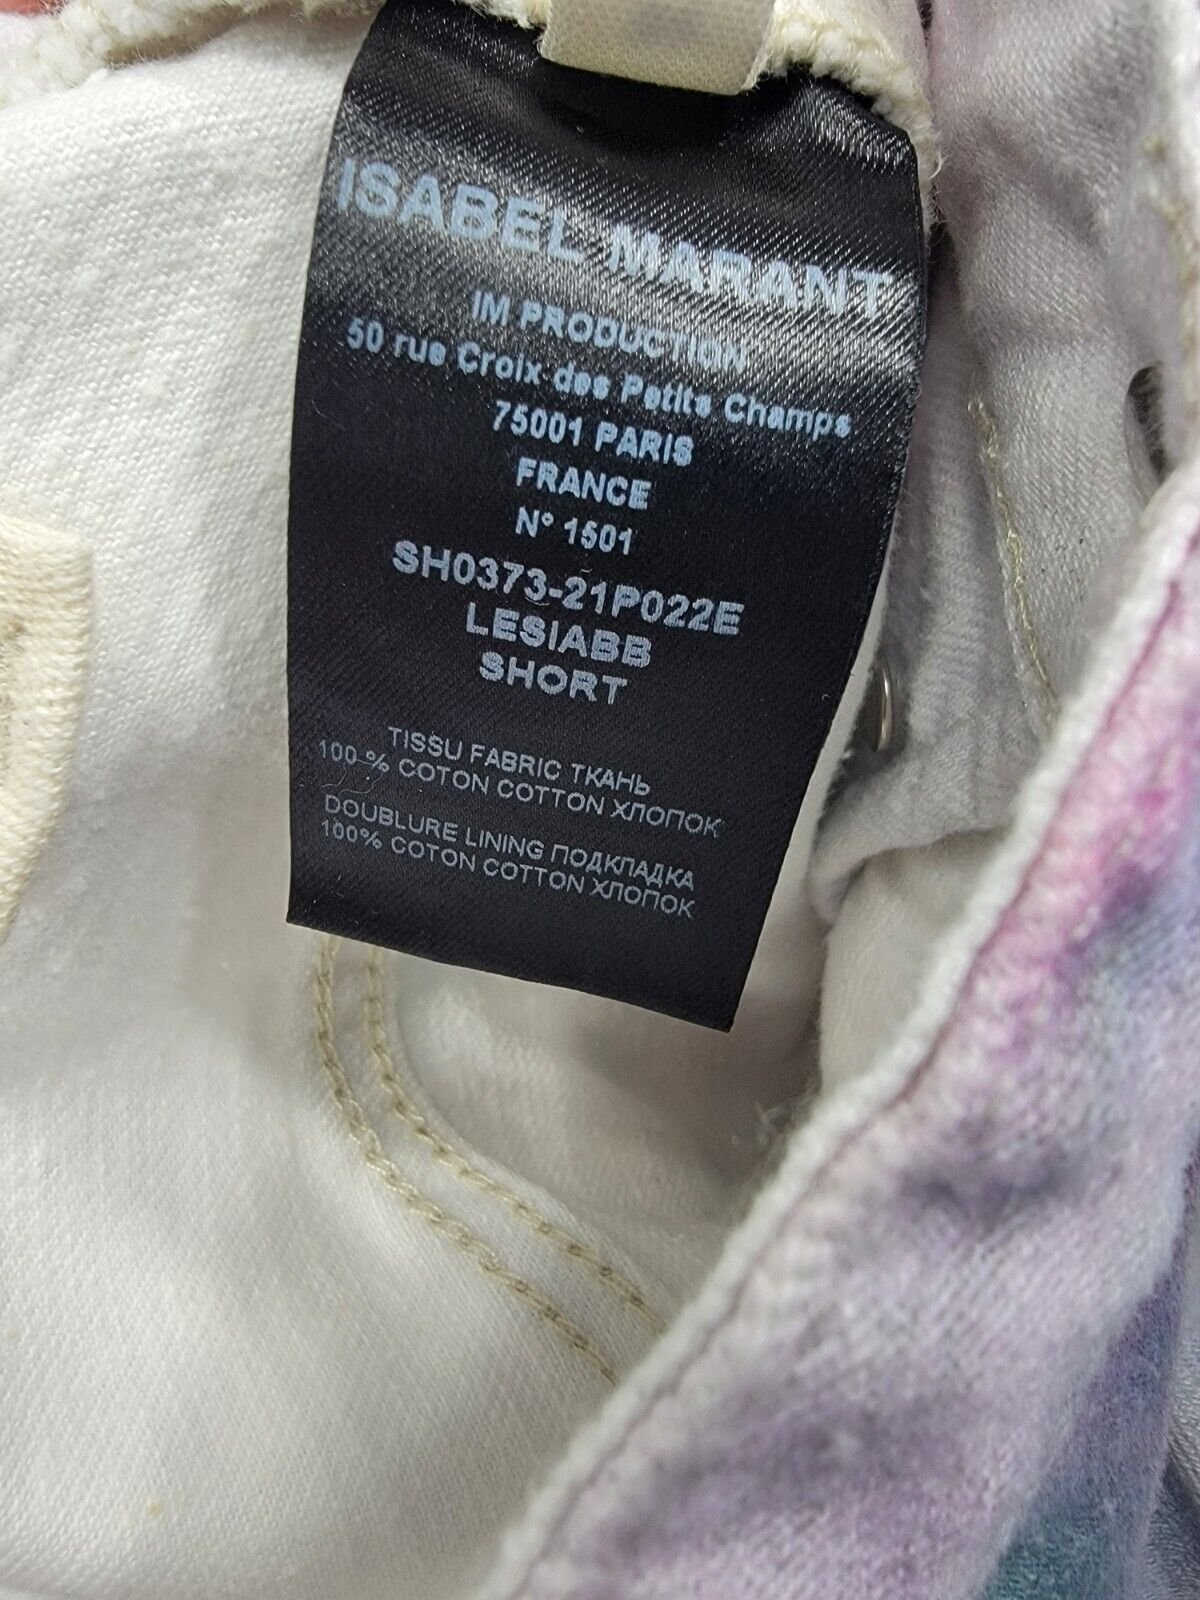 ISABEL MARANT
IM PRODUCTION
50 rue Croix des Petits Champs
75001 PARIS
FRANCE
N° 1501
SH0373-21P022E
LESIABB
SHORT
TISSU FABRIC ТКАНЬ
100 % COTON COTTON ХЛОПОК
DOUBLURE LINING ПОДКЛАДКА
100% COTON COTTON ХЛОПОК